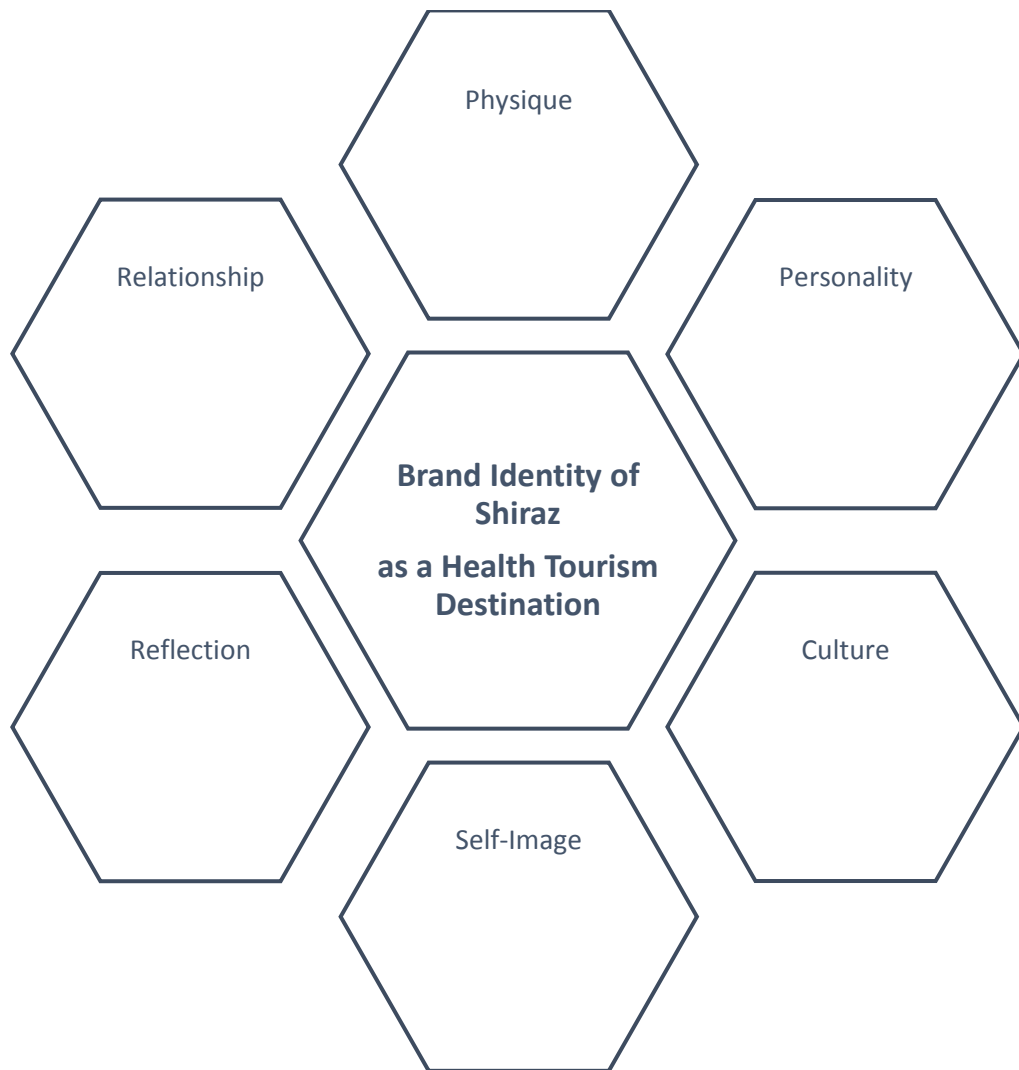 Physique
Relationship
Personality
Brand Identity of
Shiraz
as a Health Tourism
Destination
Reflection
Culture
Self-Image